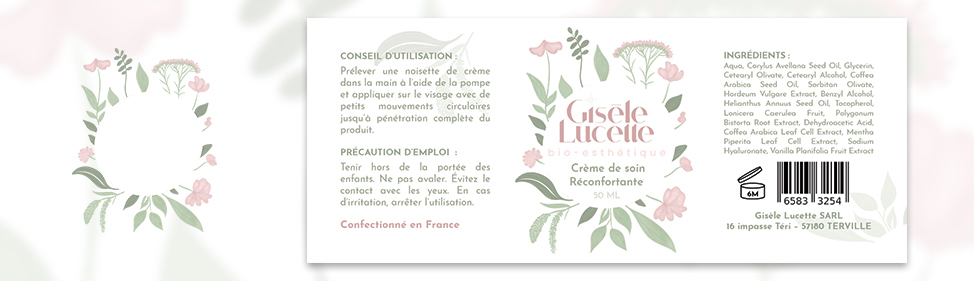 CONSEIL D'UTILISATION :
Prélever une noisette de crème
dans la main à l'aide de la pompe
et appliquer sur le visage avec de
petits mouvements circulaires
jusqu'à pénétration complète du
produit.
PRÉCAUTION D'EMPLOI :
Tenir hors de la portée des
enfants. Ne pas avaler. Évitez le
contact avec les yeux. En cas
d'irritation, arrêter l'utilisation.
Confectionné en France
Gisèle
Lucette
bio-esthétique
Crème de soin
Réconfortante
50 ML
INGRÉDIENTS :
Aqua, Corylus Avellana Seed Oil, Glycerin,
Cetearyl Olivate, Cetearyl Alcohol, Coffea
Arabica Seed Oil, Sorbitan Olivate,
Hordeum Vulgare Extract, Benzyl Alcohol,
Helianthus Annuus Seed Oil, Tocopherol,
Lonicera Caerulea Fruit, Polygonum
Bistorta Root Extract, Dehydroacetic Acid,
Coffea Arabica Leaf Cell Extract, Mentha
Piperita Leaf Cell Extract, Sodium
Hyaluronate, Vanilla Planifolia Fruit Extract
6M
6583 3254
Gisèle Lucette SARL
16 impasse Téri – 57180 TERVILLE